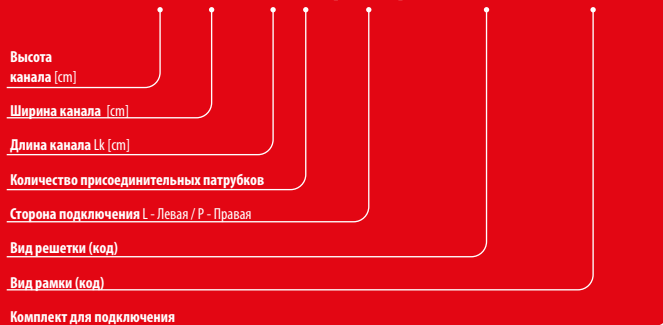 Высота
канала [cm]
Ширина канала [cm]
Длина канала Lk [cm]
Количество присоединительных патрубков
Сторона подключения L - Левая / P - Правая
Вид решетки (код)
Вид рамки (код)
Комплект для подключения